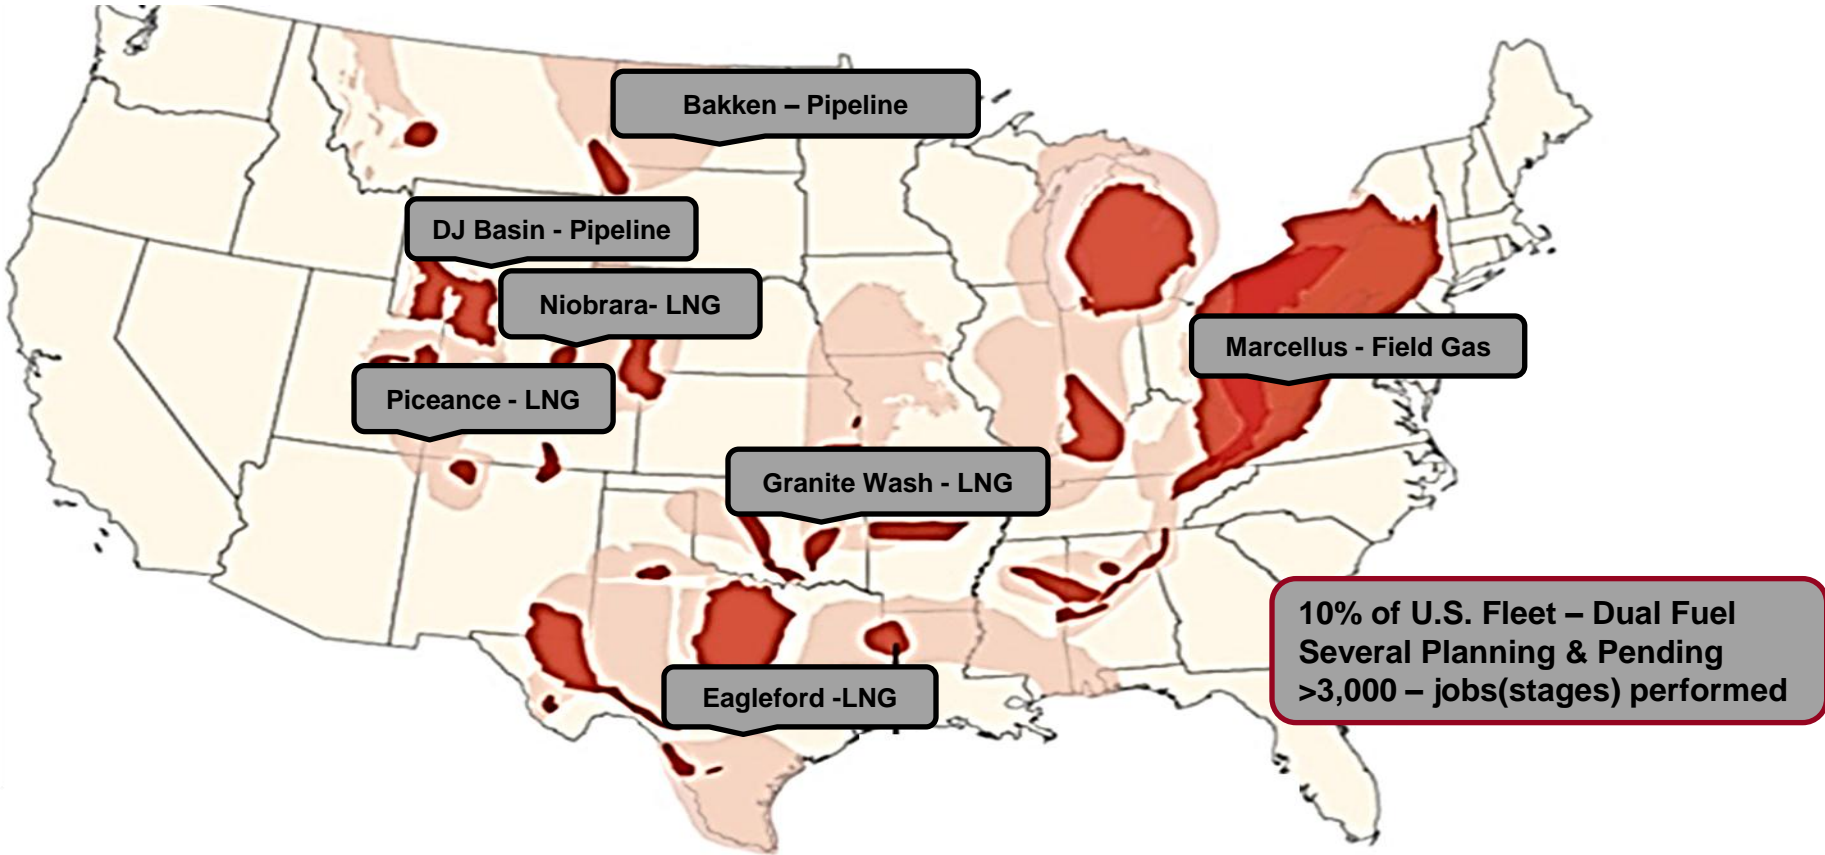 Bakken – Pipeline
DJ Basin - Pipeline
Niobrara- LNG
Marcellus - Field Gas
Piceance - LNG
Granite Wash - LNG
10% of U.S. Fleet – Dual Fuel
Several Planning & Pending
>3,000 – jobs(stages) performed
Eagleford -LNG